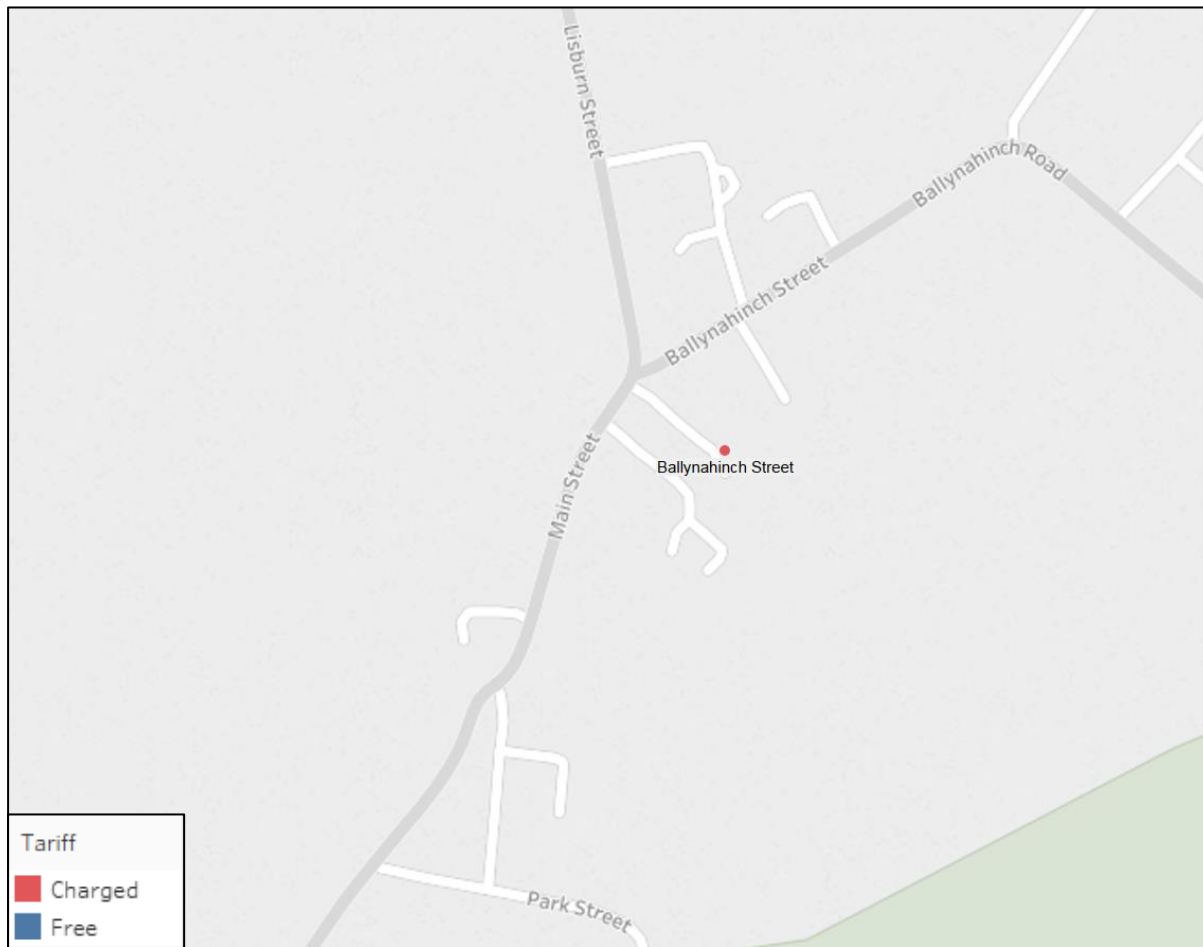 Lisburn Street
Ballynahinch Road
Ballynahinch Street
Ballynahinch Street
Main Street
Park Street
Tariff
Charged
Free